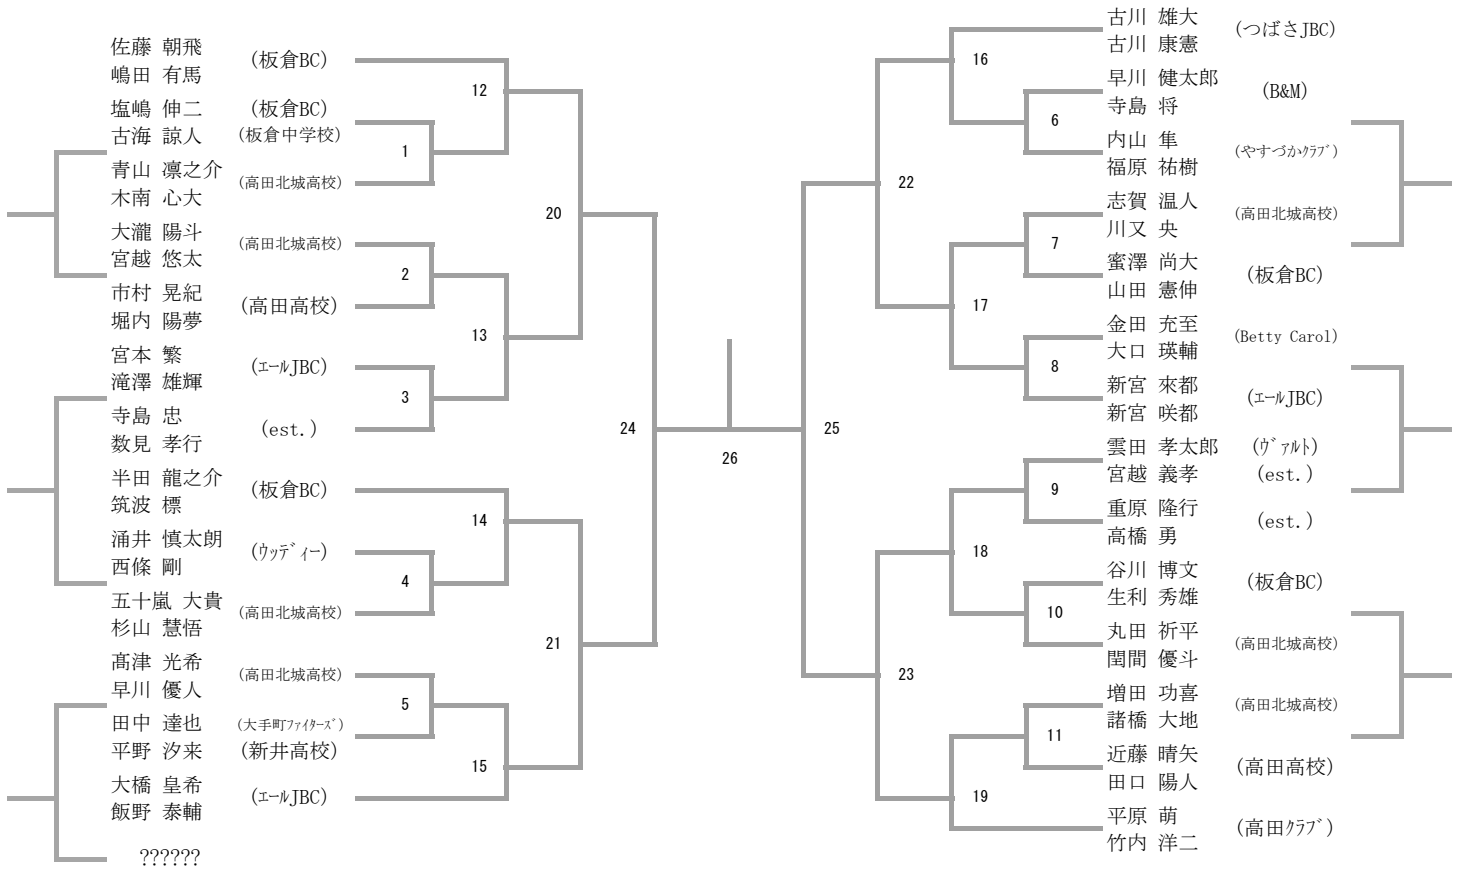 佐藤 朝飛
嶋田 有馬
(板倉BC)
塩嶋 伸二
(板倉BC)
古海 諒人
(板倉中学校)
青山 凛之介
木南 心大
(高田北城高校)
大瀧 陽斗
宮越 悠太
(高田北城高校)
市村 晃紀
堀内 陽夢
(高田高校)
宮本 繁
滝澤 雄輝
(ｴｰﾙJBC)
寺島 忠
数見 孝行
(est.)
半田 龍之介
筑波 標
(板倉BC)
涌井 慎太朗
西條 剛
(ｳｯﾃﾞｨｰ)
五十嵐 大貴
杉山 慧悟
(高田北城高校)
髙津 光希
早川 優人
(高田北城高校)
田中 達也
(大手町ﾌｧｲﾀｰｽﾞ)
平野 汐来
(新井高校)
大橋 皇希
飯野 泰輔
(ｴｰﾙJBC)
??????
1
2
3
4
5
12
13
14
15
20
21
24
26
25
22
23
16
17
18
19
6
7
8
9
10
11
古川 雄大
古川 康憲
(つばさJBC)
早川 健太郎
寺島 将
(B&M)
内山 隼
福原 祐樹
(やすづかｸﾗﾌﾞ)
志賀 温人
川又 央
(高田北城高校)
蜜澤 尚大
山田 憲伸
(板倉BC)
金田 充至
大口 瑛輔
(Betty Carol)
新宮 來都
新宮 咲都
(ｴｰﾙJBC)
雲田 孝太郎
(ｳﾞｧﾙﾄ)
宮越 義孝
(est.)
重原 隆行
高橋 勇
(est.)
谷川 博文
生利 秀雄
(板倉BC)
丸田 祈平
閏間 優斗
(高田北城高校)
増田 功喜
諸橋 大地
(高田北城高校)
近藤 晴矢
田口 陽人
(高田高校)
平原 萌
竹内 洋二
(高田ｸﾗﾌﾞ)